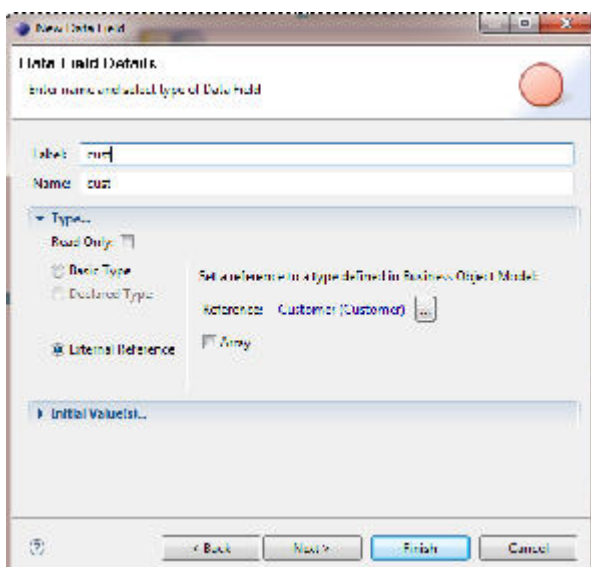 New Data Field
Data Field Details
Enter name and select type of Data Field
Label: cust
Name: cust
Type...
Read Only:
Basic Type
Declared Type
External Reference
Set a reference to a type defined in Business Object Model:
Reference: Customer (Customer) ...
Array
Initial Value(s)...
< Back
Next >
Finish
Cancel